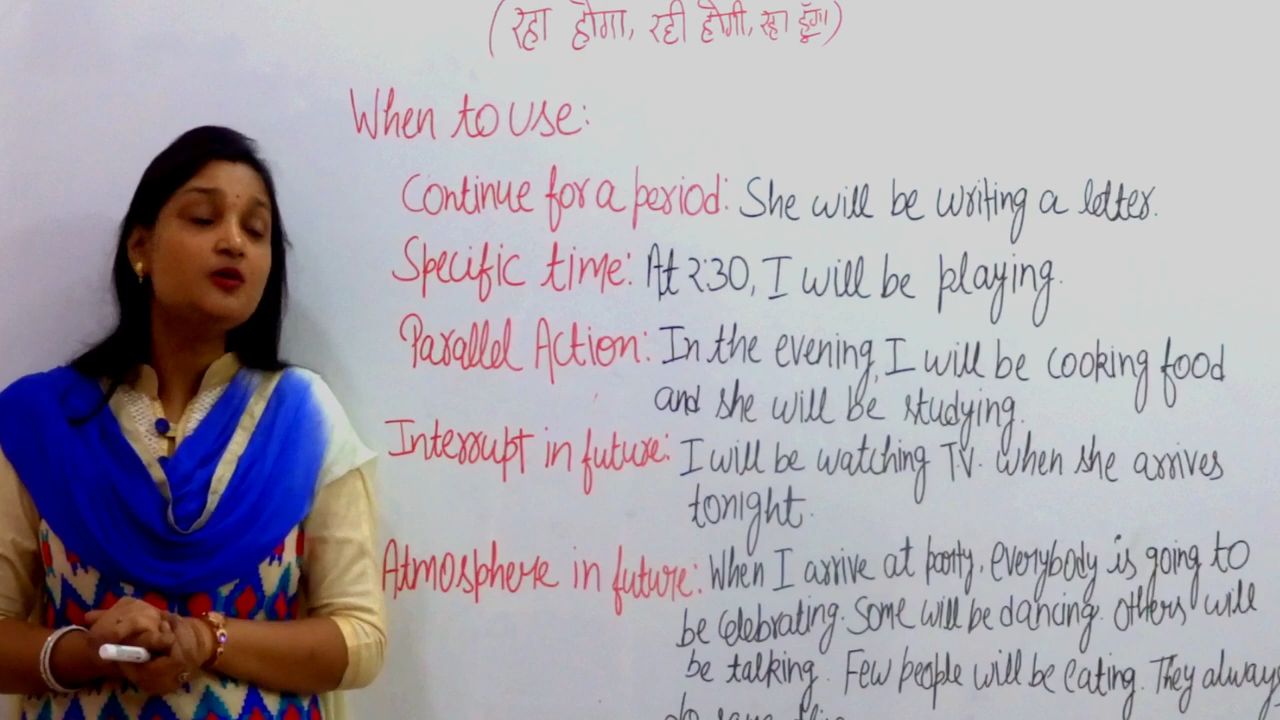 (रहा होगा, रही होगी, रहा हूँगा)
When to use:
Continue for a period: She will be writing a letter.
Specific time: At 2:30, I will be playing.
Parallel Action: In the evening, I will be cooking food
and she will be studying.
Interrupt in future: I will be watching T.V. when she arrives
tonight.
Atmosphere in future: When I arrive at party, everybody is going to
be celebrating. Some will be dancing. Others will
be talking. Few people will be eating. They always
do same